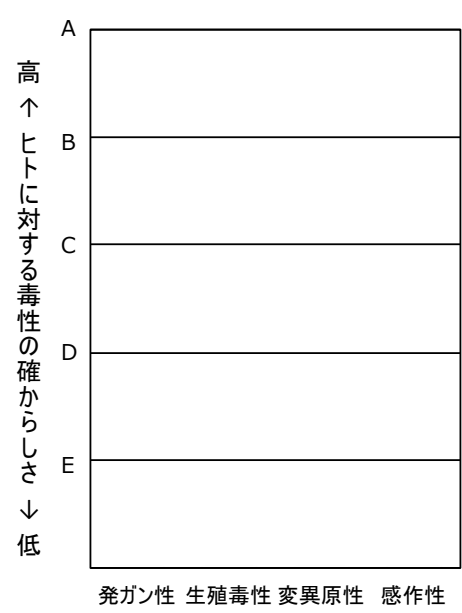 A
B
C
D
E
高 ↑ ヒトに対する毒性の確からしさ ↓ 低
発ガン性 生殖毒性 変異原性 感作性